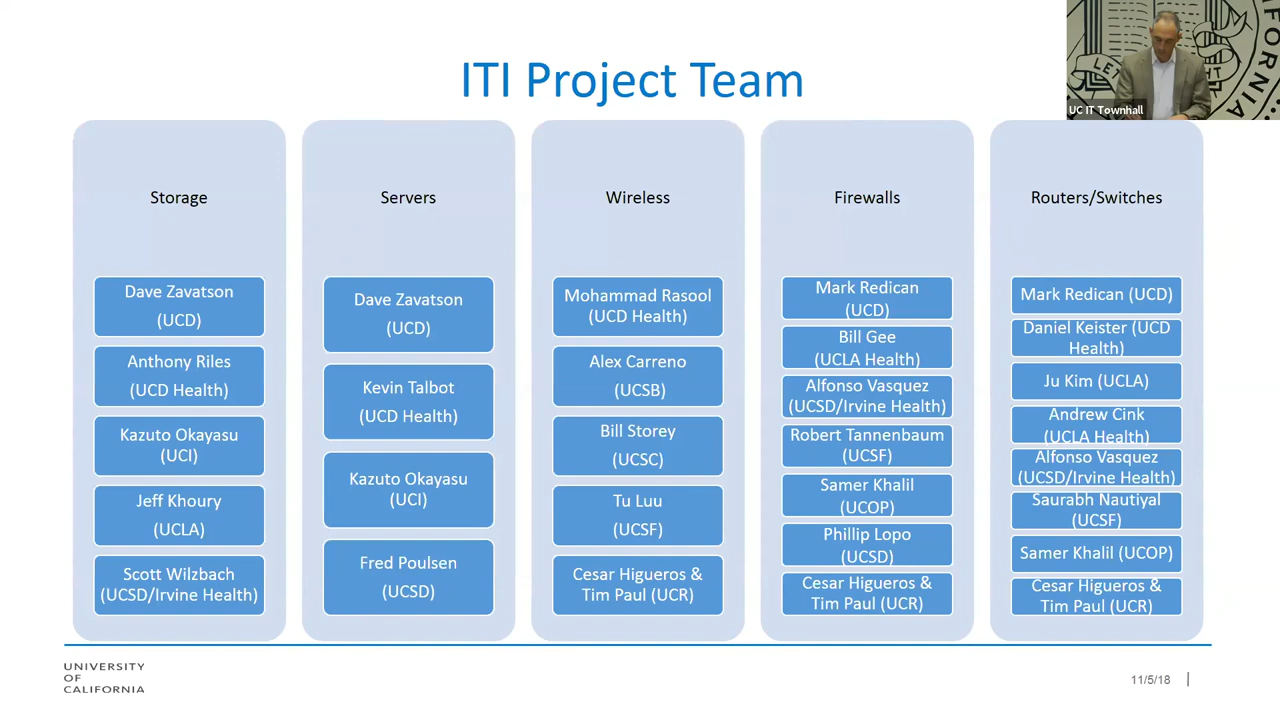 ITI Project Team
UC IT Townhall
Storage
Dave Zavatson
(UCD)
Anthony Riles
(UCD Health)
Kazuto Okayasu
(UCI)
Jeff Khoury
(UCLA)
Scott Wilzbach
(UCSD/Irvine Health)
Servers
Dave Zavatson
(UCD)
Kevin Talbot
(UCD Health)
Kazuto Okayasu
(UCI)
Fred Poulsen
(UCSD)
Wireless
Mohammad Rasool
(UCD Health)
Alex Carreno
(UCSB)
Bill Storey
(UCSC)
Tu Luu
(UCSF)
Cesar Higueros &
Tim Paul (UCR)
Firewalls
Mark Redican
(UCD)
Bill Gee
(UCLA Health)
Alfonso Vasquez
(UCSD/Irvine Health)
Robert Tannenbaum
(UCSF)
Samer Khalil
(UCOP)
Phillip Lopo
(UCSD)
Cesar Higueros &
Tim Paul (UCR)
Routers/Switches
Mark Redican (UCD)
Daniel Keister (UCD
Health)
Ju Kim (UCLA)
Andrew Cink
(UCLA Health)
Alfonso Vasquez
(UCSD/Irvine Health)
Saurabh Nautiyal
(UCSF)
Samer Khalil (UCOP)
Cesar Higueros &
Tim Paul (UCR)
UNIVERSITY
OF
CALIFORNIA
11/5/18